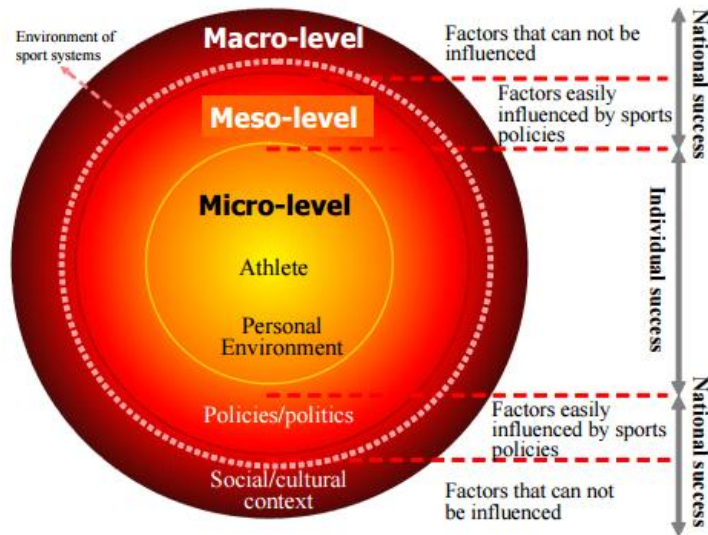 Environment of
sport systems
Macro-level
Factors that can not be
influenced
Meso-level
Factors easily
influenced by sports
policies
National success
Micro-level
Athlete
Personal
Environment
Individual success
Policies/politics
Factors easily
influenced by sports
policies
Social/cultural
context
Factors that can not
be influenced
National success